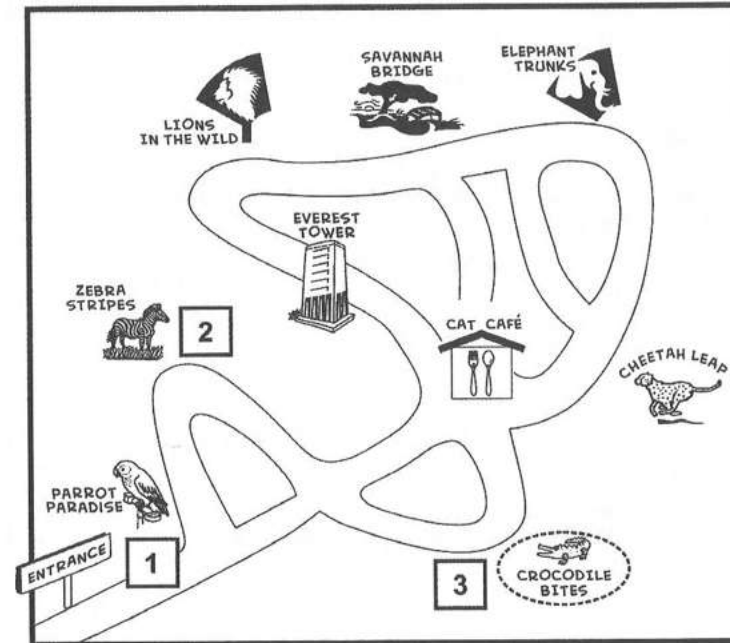 SAVANNAH
BRIDGE
ELEPHANT
TRUNKS
LIONS
IN THE WILD
EVEREST
TOWER
ZEBRA
STRIPES
2
CAT CAFÉ
CHEETAH LEAP
PARROT
PARADISE
ENTRANCE
1
3
CROCODILE
BITES